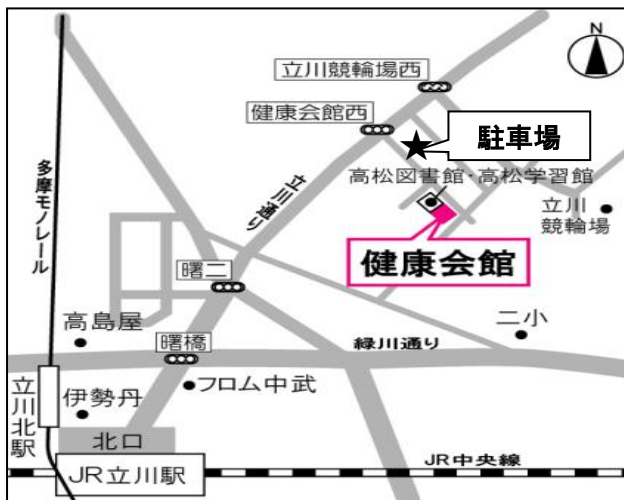 N
立川競輪場西
健康会館西
駐車場
高松図書館・高松学習館
立川
競輪場
健康会館
多摩モノレール
立川通り
曙二
高島屋
曙橋
緑川通り
二小
フロム中武
伊勢丹
立川北駅
北口
JR立川駅
JR中央線